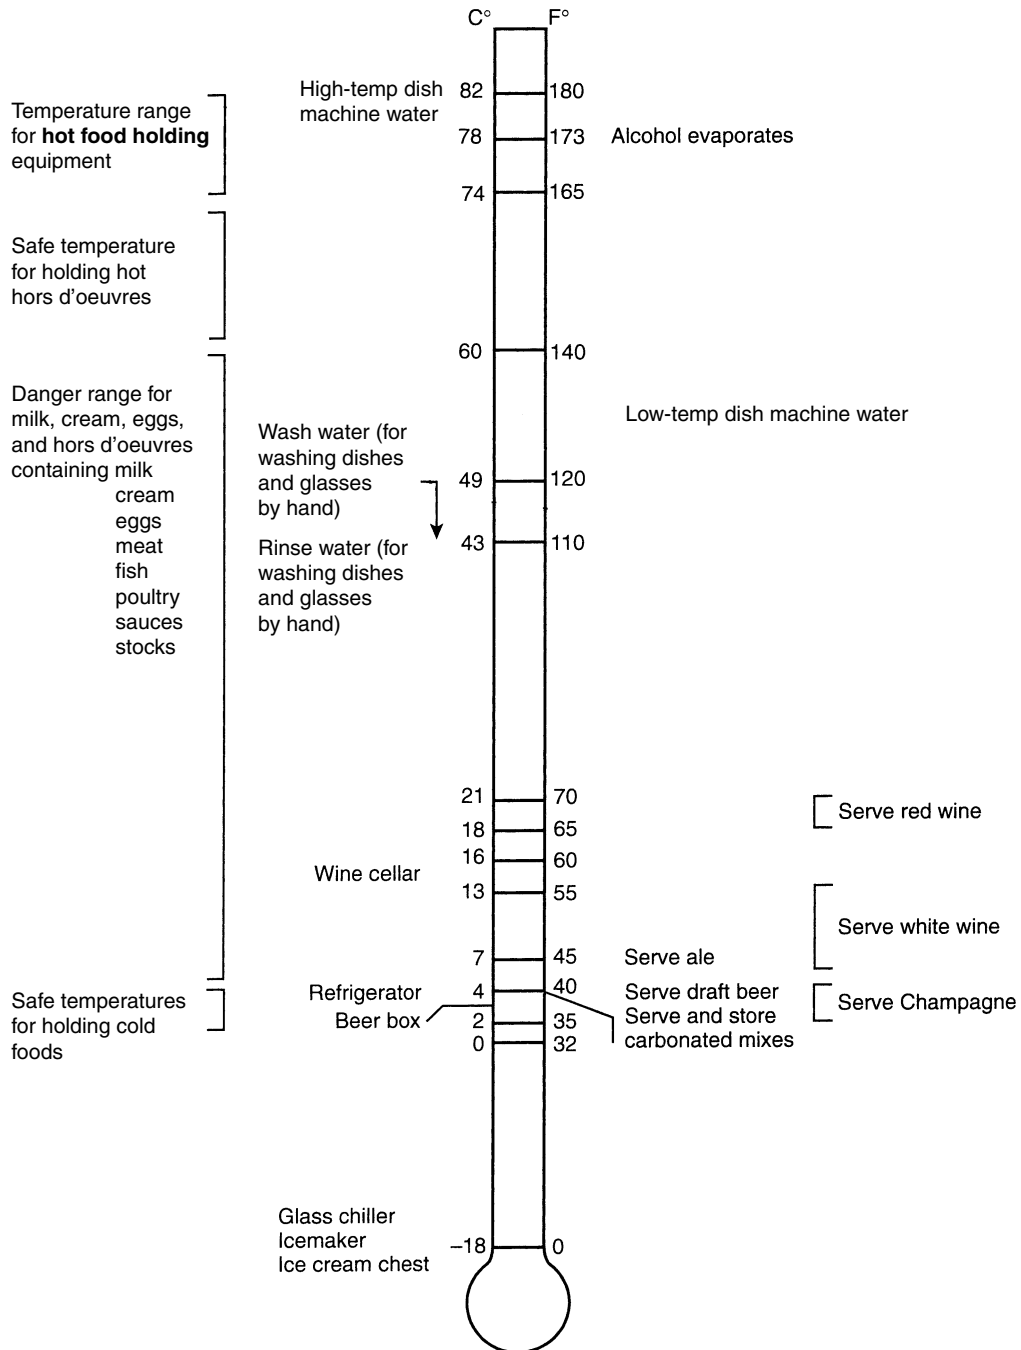 C° F°
High-temp dish
machine water
82 180
Temperature range
for hot food holding
equipment
78 173 Alcohol evaporates
74 165
Safe temperature
for holding hot
hors d'oeuvres
60 140
Danger range for
milk, cream, eggs,
and hors d'oeuvres
containing milk
cream
eggs
meat
fish
poultry
sauces
stocks
Low-temp dish machine water
Wash water (for
washing dishes
and glasses
by hand)
49 120
43 110
Rinse water (for
washing dishes
and glasses
by hand)
21 70
Serve red wine
18 65
16 60
Wine cellar
13 55
Serve white wine
7 45 Serve ale
Refrigerator
4 40
Serve draft beer
Serve and store
carbonated mixes
Serve Champagne
Beer box
2 35
0 32
Safe temperatures
for holding cold
foods
Glass chiller
Icemaker
Ice cream chest
–18 0